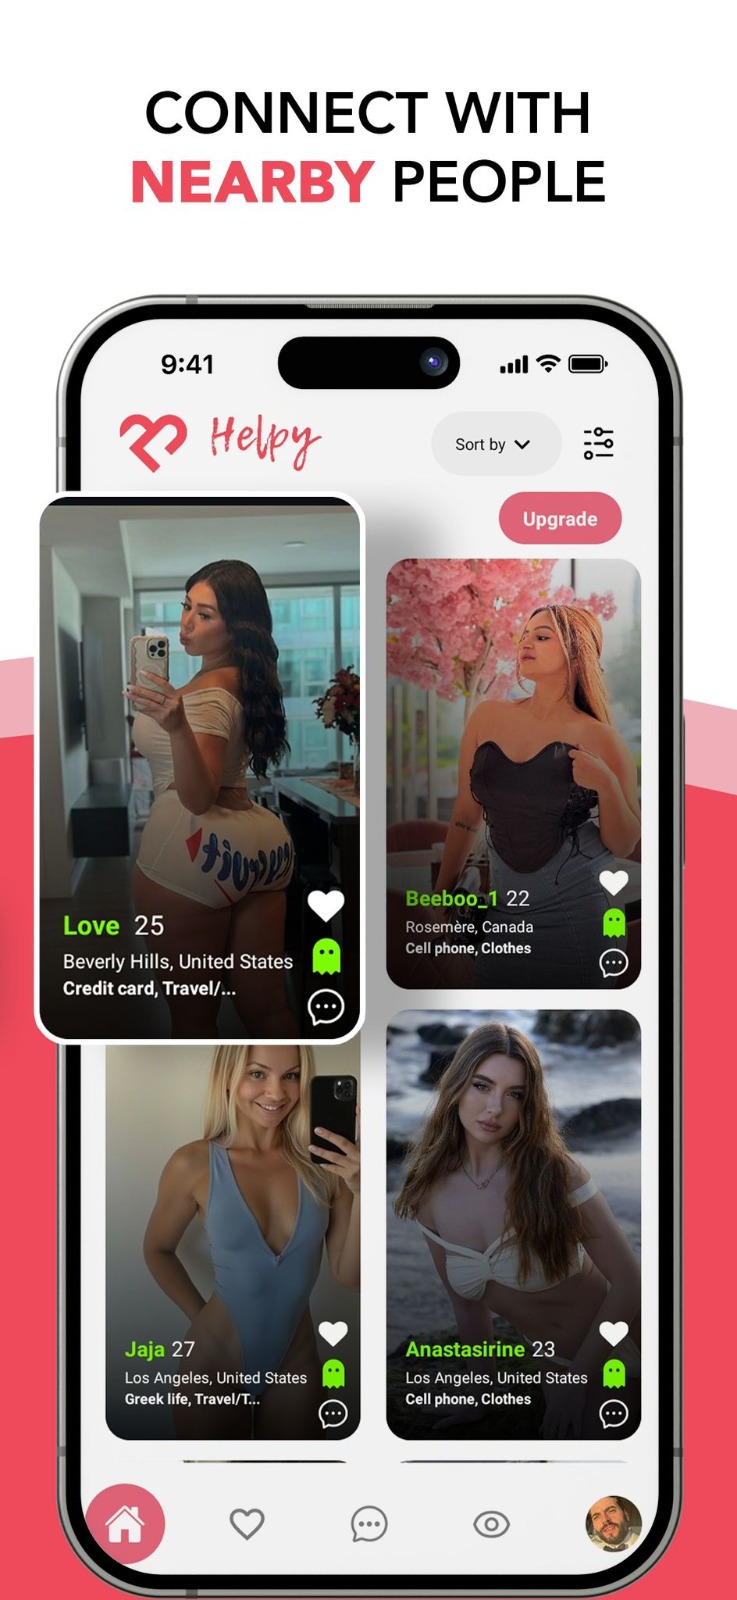 CONNECT WITH
NEARBY PEOPLE
9:41
Helpy
Sort by
Upgrade
Love 25
Beverly Hills, United States
Credit card, Travel/...
Beeboo_1 22
Rosemère, Canada
Cell phone, Clothes
Jaja 27
Los Angeles, United States
Greek life, Travel/T...
Anastasirine 23
Los Angeles, United States
Cell phone, Clothes